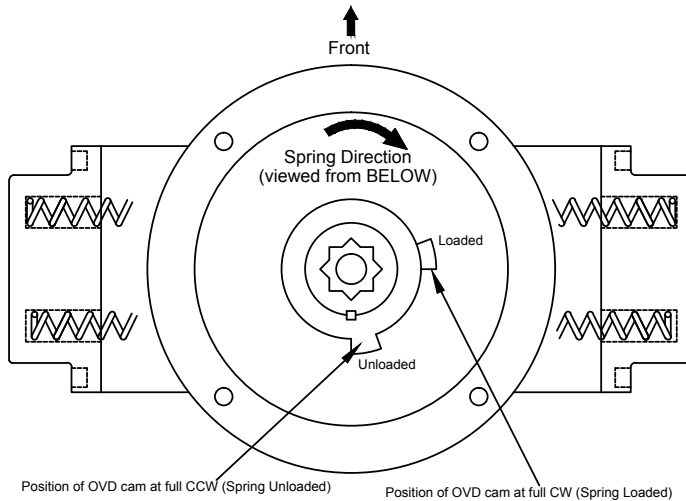 Front
Spring Direction
(viewed from BELOW)
Loaded
Unloaded
Position of OVD cam at full CCW (Spring Unloaded)
Position of OVD cam at full CW (Spring Loaded)